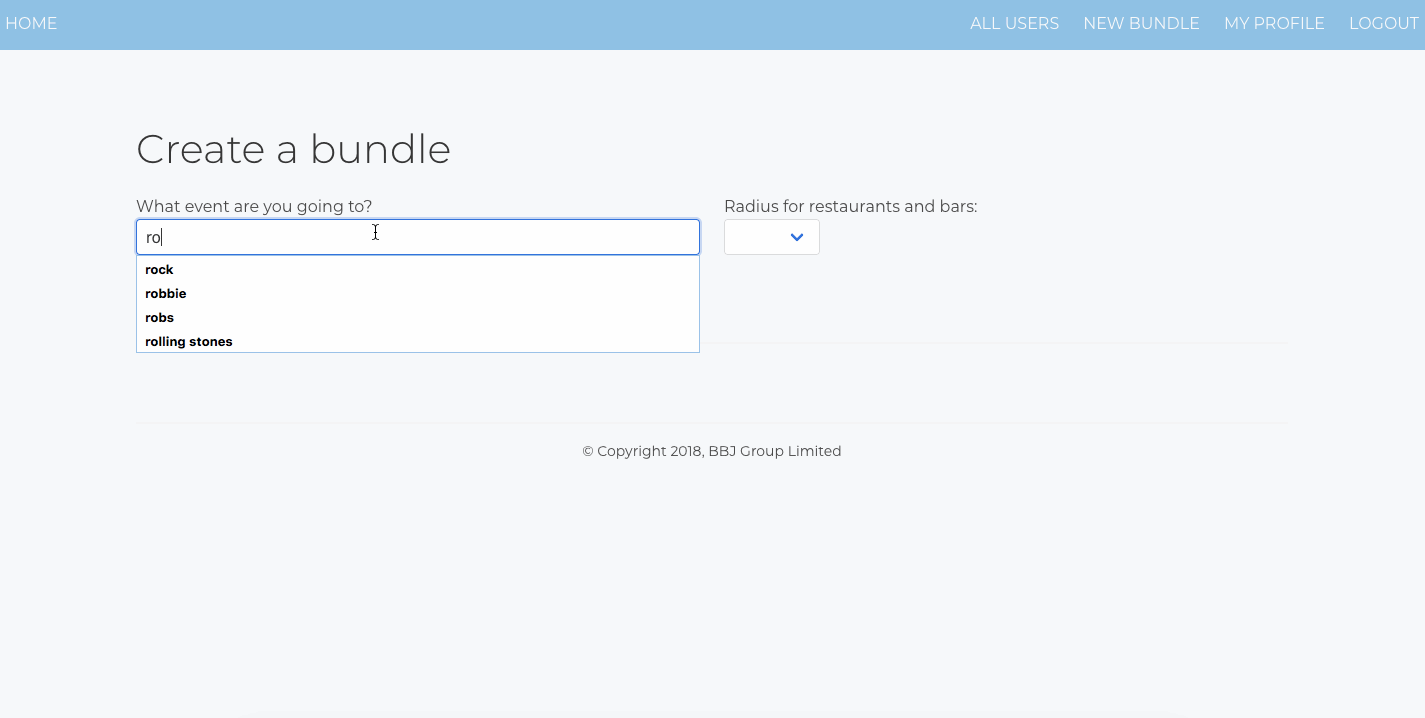 HOME ALL USERS NEW BUNDLE MY PROFILE LOGOUT
Create a bundle
What event are you going to? Radius for restaurants and bars:
ro
rock
robbie
robs
rolling stones
© Copyright 2018, BBJ Group Limited